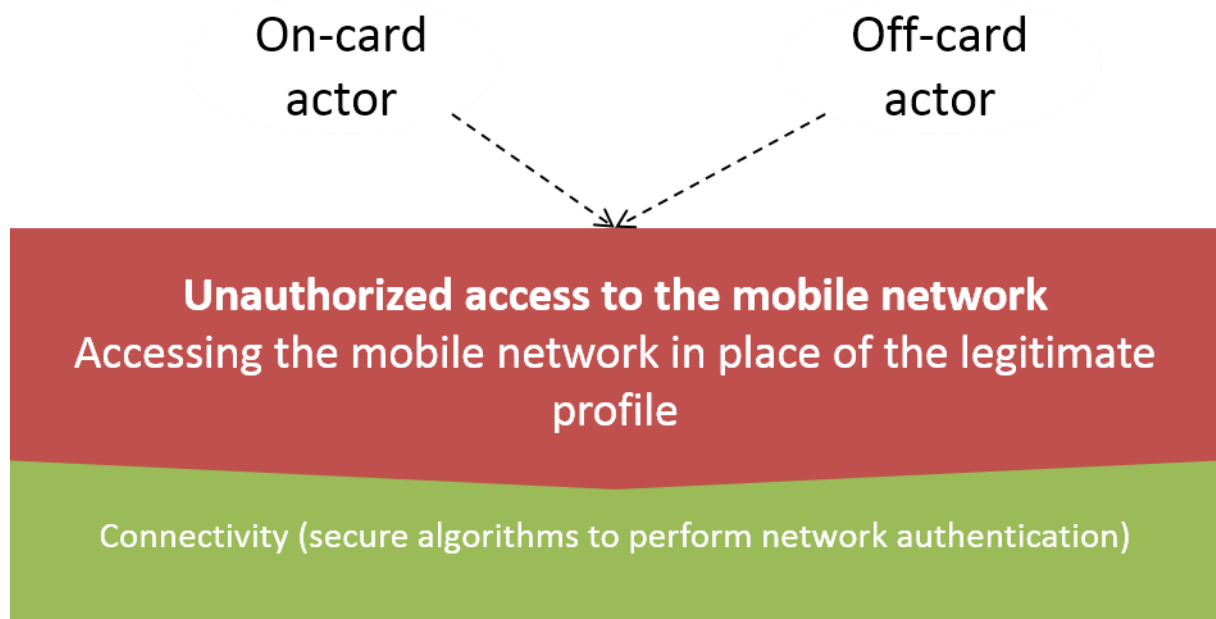 On-card
actor
Off-card
actor
Unauthorized access to the mobile network
Accessing the mobile network in place of the legitimate
profile
Connectivity (secure algorithms to perform network authentication)